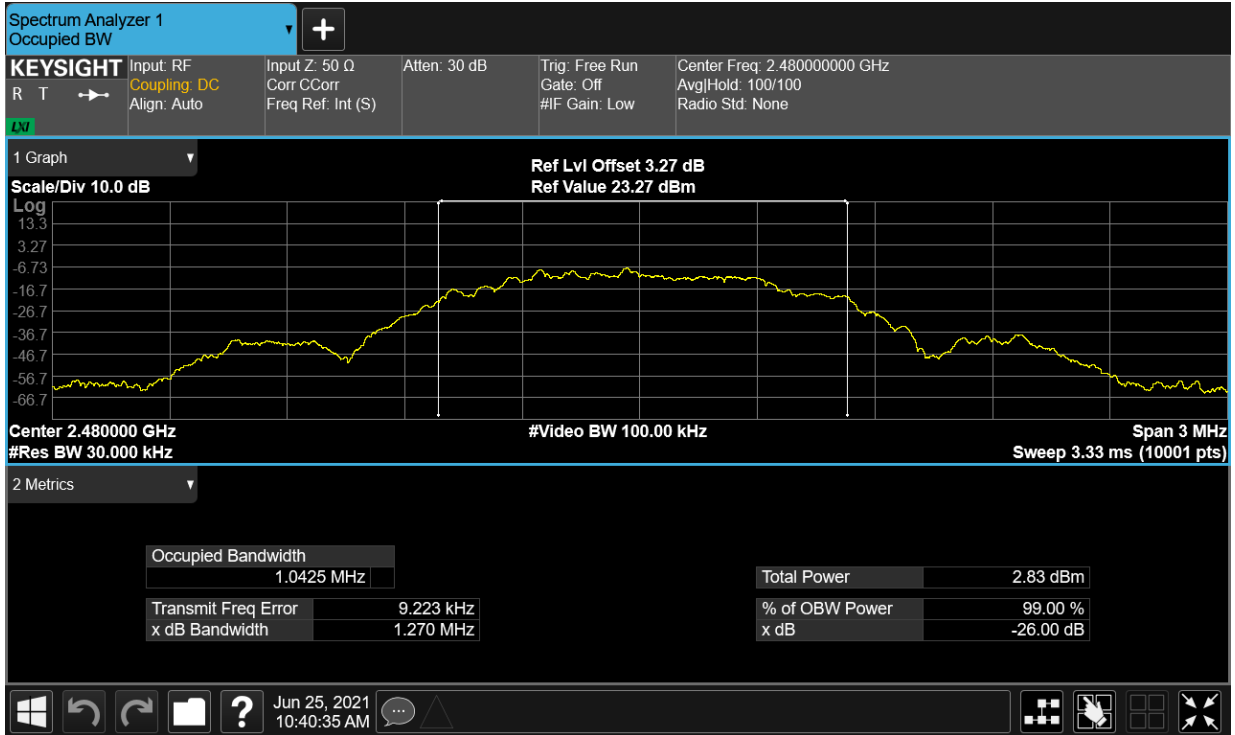 Spectrum Analyzer 1
Occupied BW
KEYSIGHT
R T
LXI
Input: RF
Coupling: DC
Align: Auto
Input Z: 50 Ω
Corr CCorr
Freq Ref: Int (S)
Atten: 30 dB
Trig: Free Run
Gate: Off
#IF Gain: Low
Center Freq: 2.480000000 GHz
Avg|Hold: 100/100
Radio Std: None
1 Graph
Scale/Div 10.0 dB
Ref Lvl Offset 3.27 dB
Ref Value 23.27 dBm
Log
13.3
3.27
-6.73
-16.7
-26.7
-36.7
-46.7
-56.7
-66.7
Center 2.480000 GHz
#Video BW 100.00 kHz
Span 3 MHz
#Res BW 30.000 kHz
Sweep 3.33 ms (10001 pts)
2 Metrics
Occupied Bandwidth
1.0425 MHz
Total Power 2.83 dBm
Transmit Freq Error 9.223 kHz
% of OBW Power 99.00 %
x dB Bandwidth 1.270 MHz
x dB -26.00 dB
?
Jun 25, 2021
10:40:35 AM